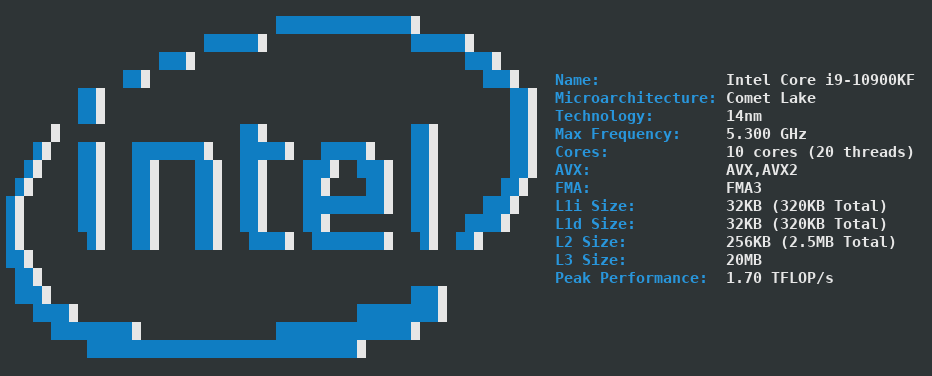 intel
Name: Intel Core i9-10900KF
Microarchitecture: Comet Lake
Technology: 14nm
Max Frequency: 5.300 GHz
Cores: 10 cores (20 threads)
AVX: AVX,AVX2
FMA: FMA3
L1i Size: 32KB (320KB Total)
L1d Size: 32KB (320KB Total)
L2 Size: 256KB (2.5MB Total)
L3 Size: 20MB
Peak Performance: 1.70 TFLOP/s